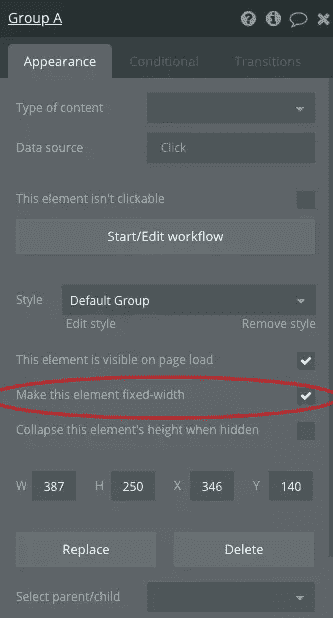 Group A
Appearance Conditional Transitions
Type of content
Data source Click
This element isn't clickable
Start/Edit workflow
Style Default Group
Edit style Remove style
This element is visible on page load
Make this element fixed-width
Collapse this element's height when hidden
W 387 H 250 X 346 Y 140
Replace Delete
Select parent/child